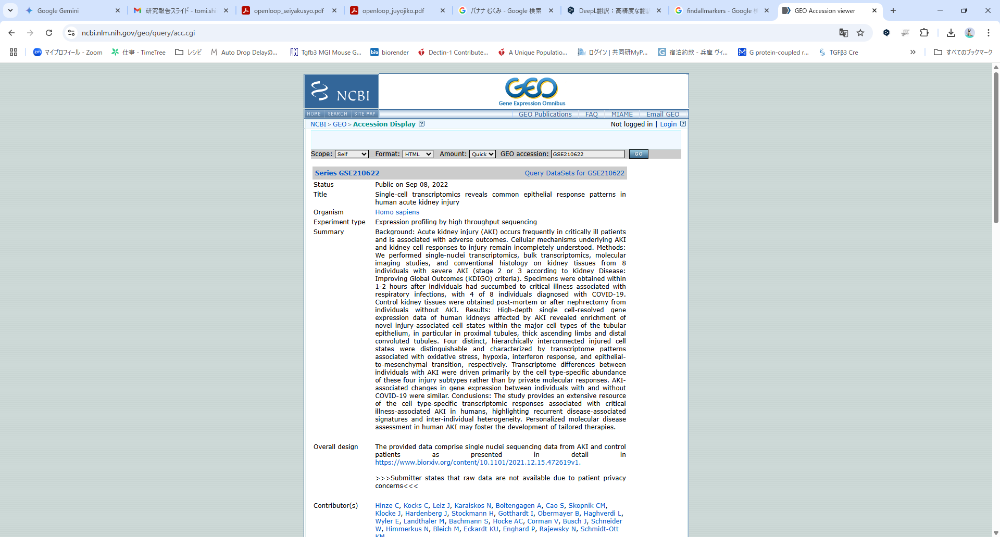 Google Gemini
研究報告スライド - tomi.shi
openloop_seiyakusyo.pdf
openloop_juyojiko.pdf
バナナ むくみ - Google 検索
DeepL翻訳：高精度な翻訳
findallmarkers - Google 検
GEO Accession viewer
ncbi.nlm.nih.gov/geo/query/acc.cgi
マイプロフィール - Zoom
仕事 - TimeTree
レシピ
Auto Drop Delayの...
Tgfb3 MGI Mouse G...
biorender
Dectin-1 Contribute...
A Unique Populatio...
ログイン | 共同研MyP...
宿泊約款 - 兵庫 ヴィ...
G protein-coupled r...
TGFβ3 Cre
すべてのブックマーク
NCBI
GEO
Gene Expression Omnibus
HOME SEARCH SITE MAP
GEO Publications FAQ MIAME Email GEO
NCBI > GEO > Accession Display ?
Not logged in | Login ?
Scope: Self Format: HTML Amount: Quick GEO accession: GSE210622 GO
Series GSE210622
Query DataSets for GSE210622
Status Public on Sep 08, 2022
Title Single-cell transcriptomics reveals common epithelial response patterns in
human acute kidney injury
Organism Homo sapiens
Experiment type Expression profiling by high throughput sequencing
Summary Background: Acute kidney injury (AKI) occurs frequently in critically ill patients
and is associated with adverse outcomes. Cellular mechanisms underlying AKI
and kidney cell responses to injury remain incompletely understood. Methods:
We performed single-nuclei transcriptomics, bulk transcriptomics, molecular
imaging studies, and conventional histology on kidney tissues from 8
individuals with severe AKI (stage 2 or 3 according to Kidney Disease:
Improving Global Outcomes (KDIGO) criteria). Specimens were obtained within
1-2 hours after individuals had succumbed to critical illness associated with
respiratory infections, with 4 of 8 individuals diagnosed with COVID-19.
Control kidney tissues were obtained post-mortem or after nephrectomy from
individuals without AKI. Results: High-depth single cell-resolved gene
expression data of human kidneys affected by AKI revealed enrichment of
novel injury-associated cell states within the major cell types of the tubular
epithelium, in particular in proximal tubules, thick ascending limbs and distal
convoluted tubules. Four distinct, hierarchically interconnected injured cell
states were distinguishable and characterized by transcriptome patterns
associated with oxidative stress, hypoxia, interferon response, and epithelial-
to-mesenchymal transition, respectively. Transcriptome differences between
individuals with AKI were driven primarily by the cell type-specific abundance
of these four injury subtypes rather than by private molecular responses. AKI-
associated changes in gene expression between individuals with and without
COVID-19 were similar. Conclusions: The study provides an extensive resource
of the cell type-specific transcriptomic responses associated with critical
illness-associated AKI in humans, highlighting recurrent disease-associated
signatures and inter-individual heterogeneity. Personalized molecular disease
assessment in human AKI may foster the development of tailored therapies.
Overall design The provided data comprise single nuclei sequencing data from AKI and control
patients as presented in detail in
https://www.biorxiv.org/content/10.1101/2021.12.15.472619v1.
>>>Submitter states that raw data are not available due to patient privacy
concerns<<<
Contributor(s) Hinze C, Kocks C, Leiz J, Karaiskos N, Boltengagen A, Cao S, Skopnik CM,
Klocke J, Hardenberg J, Stockmann H, Gotthardt I, Obermayer B, Haghverdi L,
Wyler E, Landthaler M, Bachmann S, Hocke AC, Corman V, Busch J, Schneider
W, Himmerkus N, Bleich M, Eckardt KU, Enghard P, Rajewsky N, Schmidt-Ott
KM